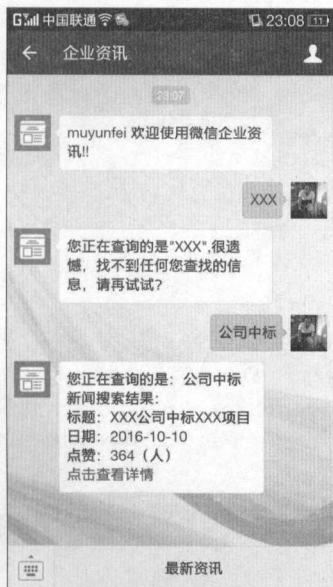 中国联通 23:08 11
企业资讯
23:07
muyunfei 欢迎使用微信企业资
讯!!
XXX
您正在查询的是"XXX",很遗
憾，找不到任何您查找的信
息，请再试试?
公司中标
您正在查询的是：公司中标
新闻搜索结果：
标题：XXX公司中标XXX项目
日期：2016-10-10
点赞：364（人）
点击查看详情
最新资讯